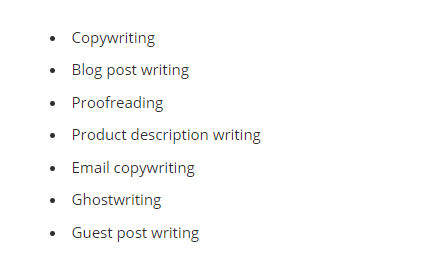 • Copywriting
• Blog post writing
• Proofreading
• Product description writing
• Email copywriting
• Ghostwriting
• Guest post writing